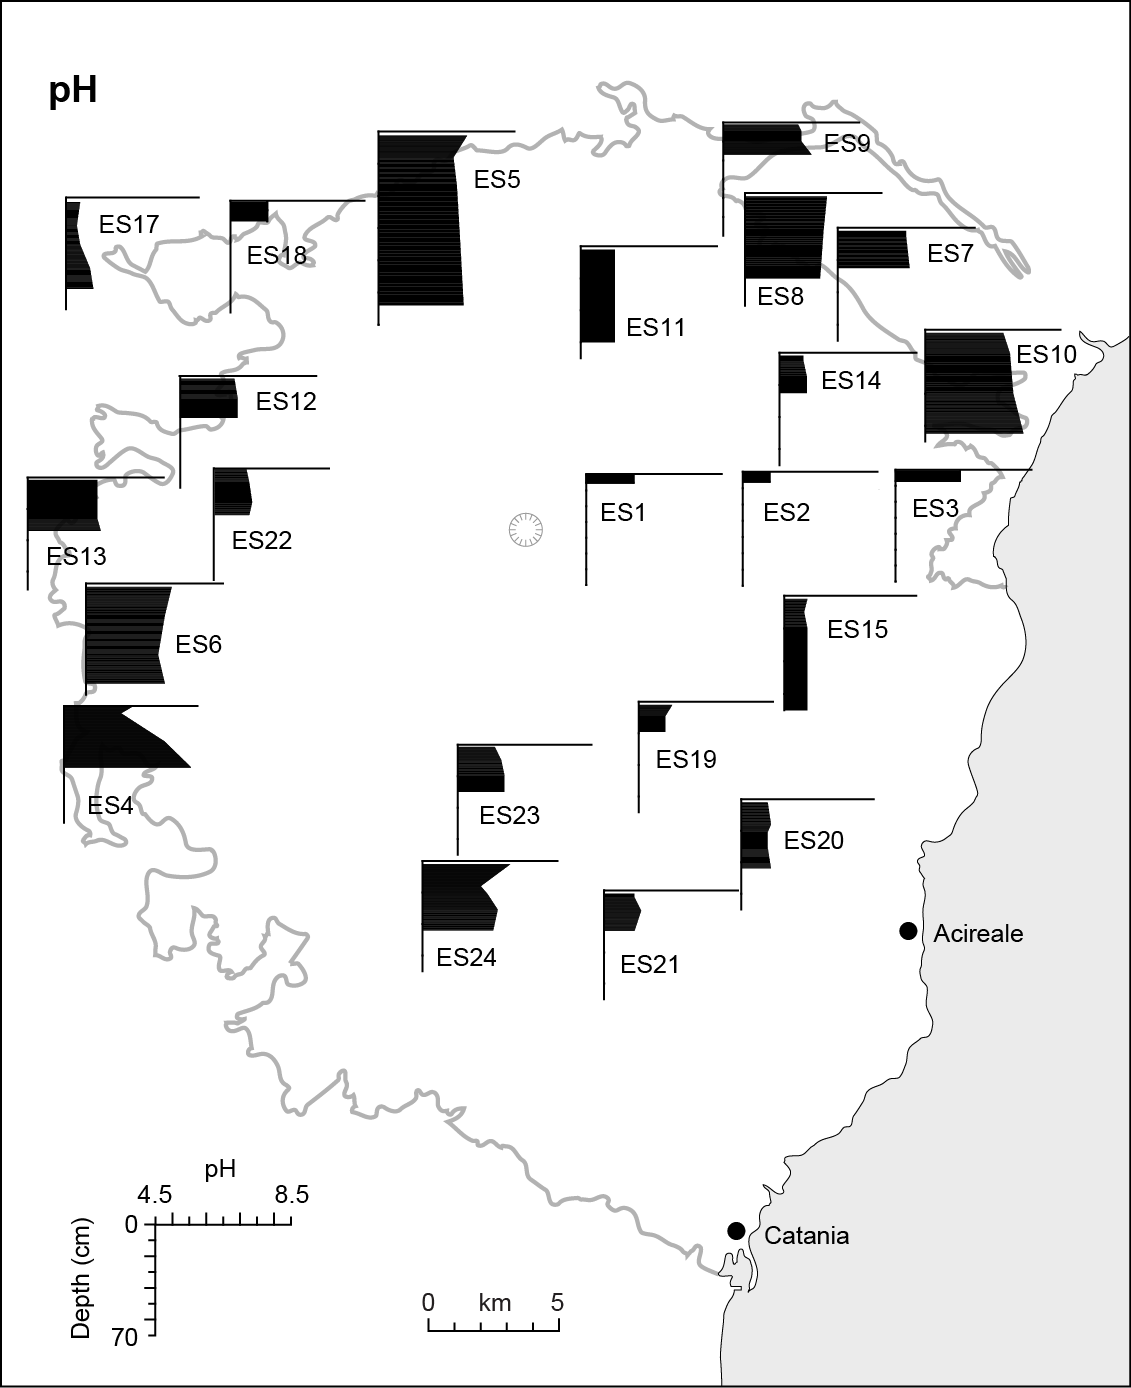 pH
ES9
ES5
ES17
ES18
ES7
ES8
ES11
ES10
ES14
ES12
ES1
ES2
ES3
ES22
ES13
ES15
ES6
ES19
ES4
ES23
ES20
Acireale
ES24
ES21
pH
4.5 8.5
0
Depth (cm)
70
Catania
0 km 5